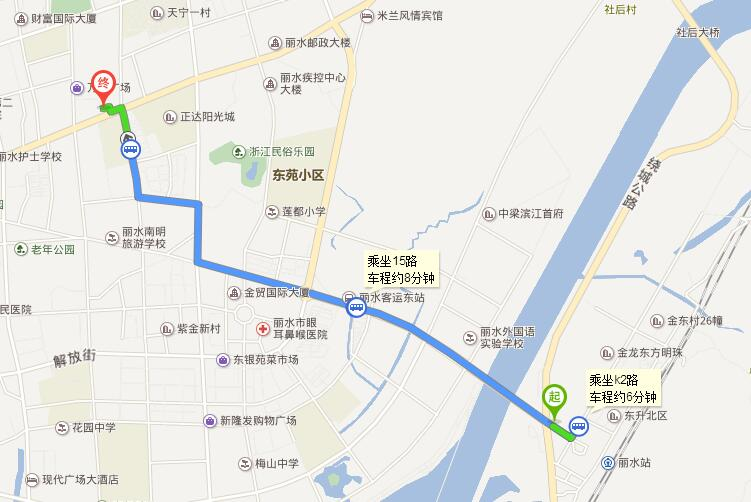 财富国际大厦
天宁一村
米兰风情宾馆
社后村
社后大桥
丽水邮政大楼
丽水疾控中心
大楼
终
广场
正达阳光城
第二
丽水护士学校
浙江民俗乐园
东苑小区
绕城公路
莲都小学
中梁滨江首府
丽水南明
旅游学校
老年公园
乘坐15路
车程约8分钟
金贸国际大厦
丽水客运东站
民医院
紫金新村
丽水市眼
耳鼻喉医院
丽水外国语
实验学校
金东村26幢
解放街
东银苑菜市场
金龙东方明珠
乘坐k2路
车程约6分钟
起
东升北区
花园中学
新隆发购物广场
梅山中学
丽水站
现代广场大酒店